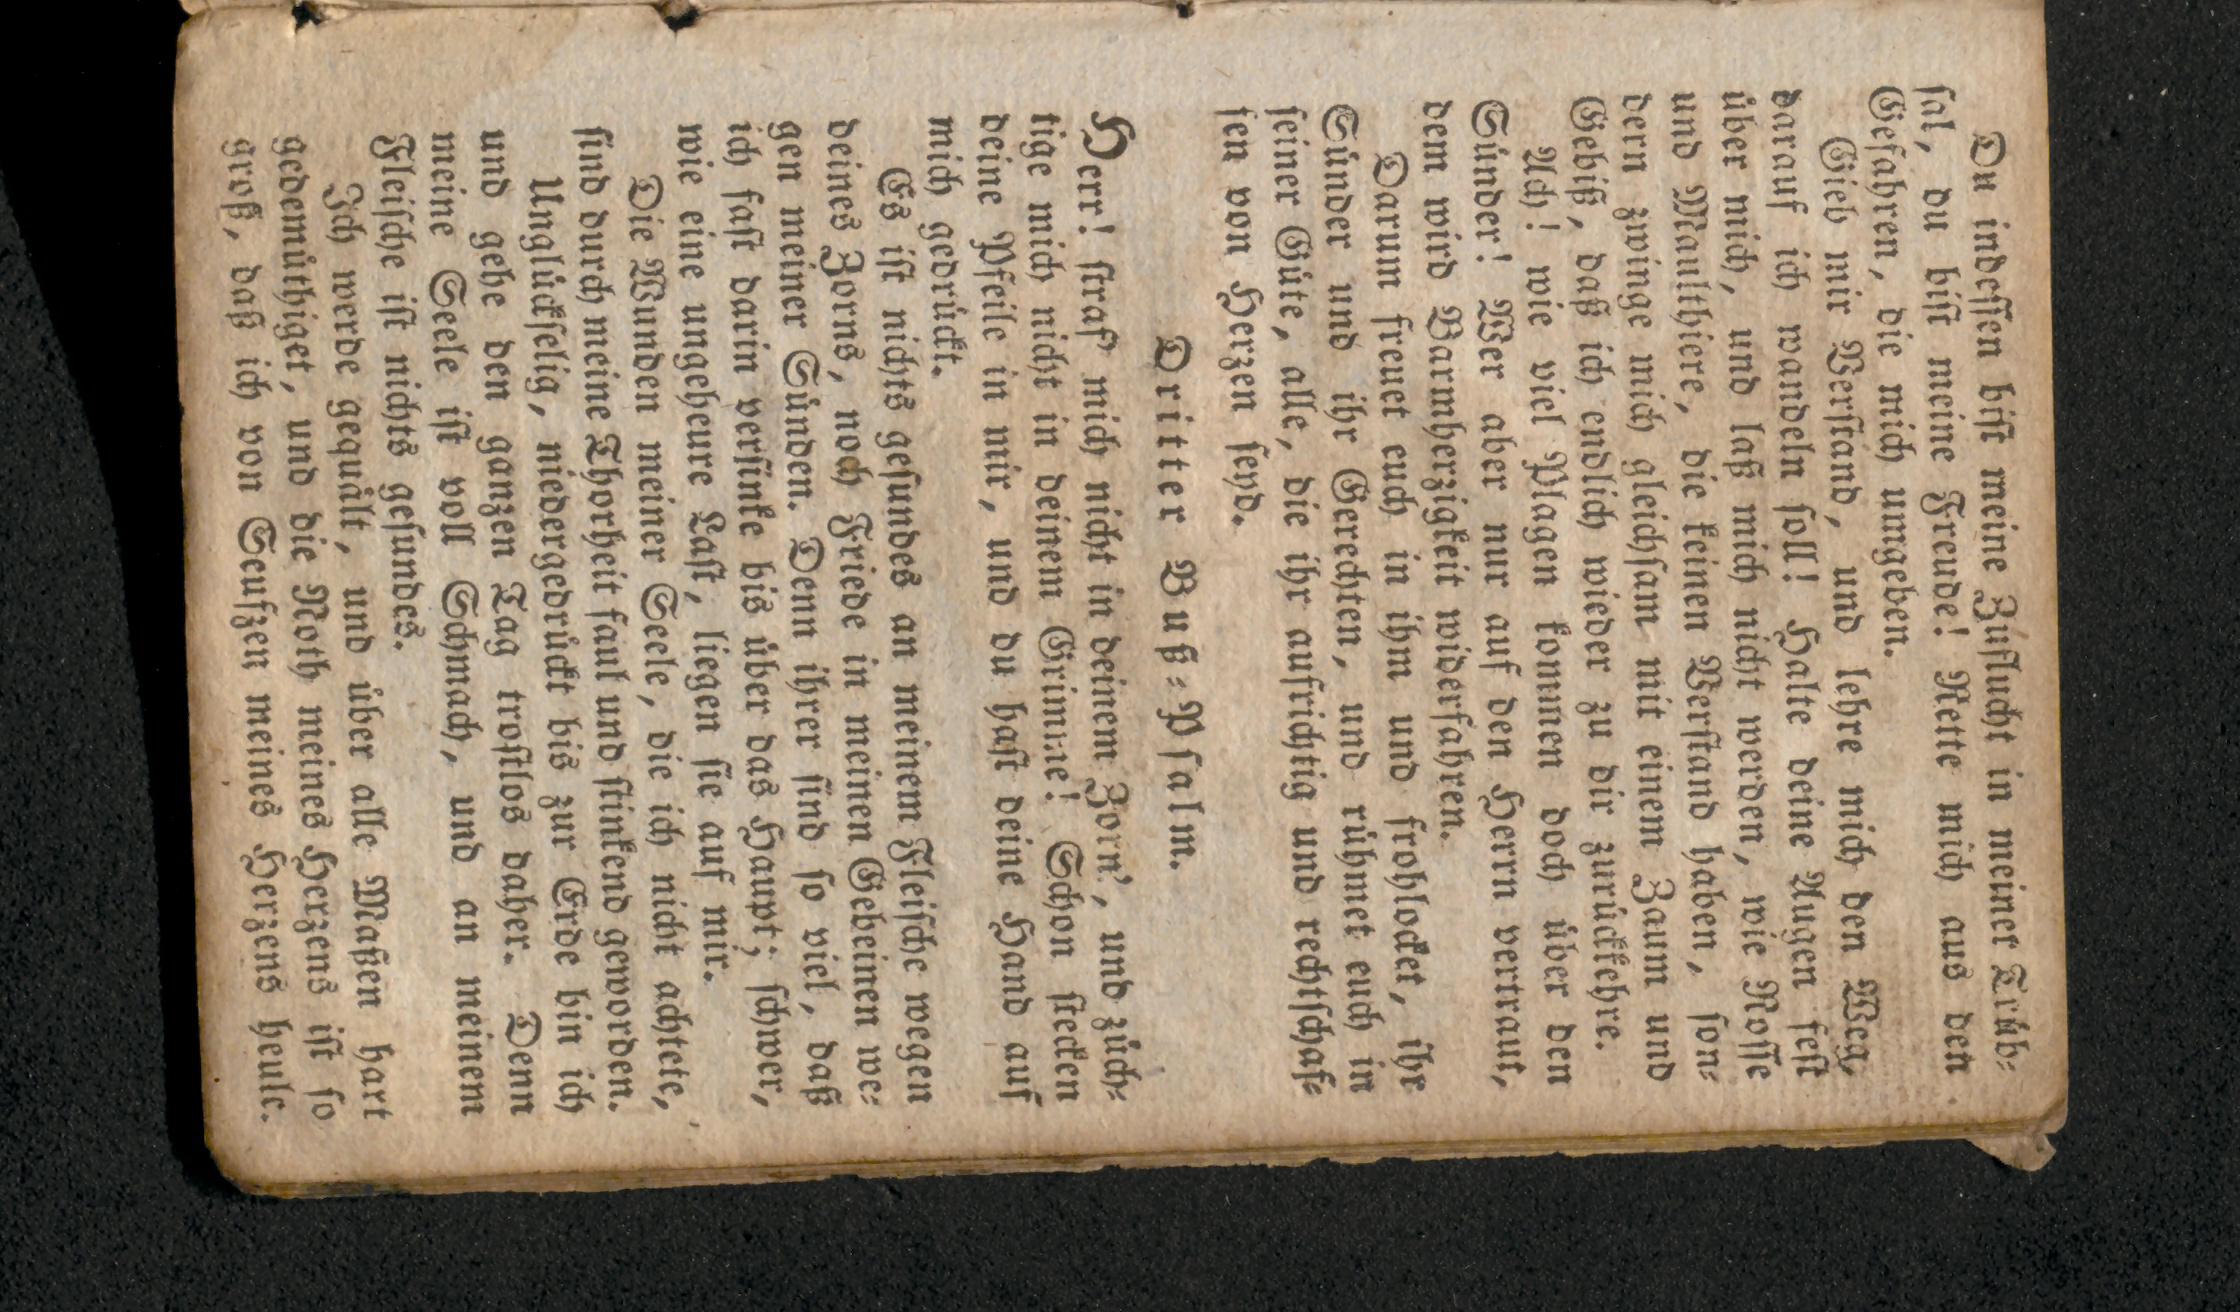 Du indeſſen biſt meine Zuflucht in meiner Trüb-
ſal, du biſt meine Freude! Rette mich aus den
Gefahren, die mich umgeben.
Gieb mir Verſtand, und lehre mich den Weg,
darauf ich wandeln ſoll! Halte deine Augen feſt
über mich, und laß mich nicht werden, wie Roſſe
und Maulthiere, die keinen Verſtand haben, ſon-
dern zwinge mich gleichſam mit einem Zaum und
Gebiß, daß ich endlich wieder zu dir zurückkehre.
Ach! wie viel Plagen kommen doch über den
Sünder! Wer aber nur auf den Herrn vertraut,
dem wird Barmherzigkeit widerfahren.
Darum freuet euch in ihm und frohlocket, ihr
Sünder und ihr Gerechten, und rühmet euch in
ſeiner Güte, alle, die ihr aufrichtig und rechtſchaf-
fen von Herzen ſeyd.
Dritter Buß-Pſalm.
Herr! ſtraf' mich nicht in deinem Zorn', und züch-
tige mich nicht in deinem Grimme! Schon ſtecken
deine Pfeile in mir, und du haſt deine Hand auf
mich gedrückt.
Es iſt nichts geſundes an meinem Fleiſche wegen
deines Zorns, noch Friede in meinen Gebeinen we-
gen meiner Sünden. Denn ihrer ſind ſo viel, daß
ich faſt darin verſinke bis über das Haupt; ſchwer,
wie eine ungeheure Laſt, liegen ſie auf mir.
Die Wunden meiner Seele, die ich nicht achtete,
ſind durch meine Thorheit faul und ſtinkend geworden.
Unglückſelig, niedergedrückt bis zur Erde bin ich
und gehe den ganzen Tag troſtlos daher. Denn
meine Seele iſt voll Schmach, und an meinem
Fleiſche iſt nichts geſundes.
Ich werde gequält, und über alle Maßen hart
gedemüthiget, und die Noth meines Herzens iſt ſo
groß, daß ich von Seufzen meines Herzens heule.